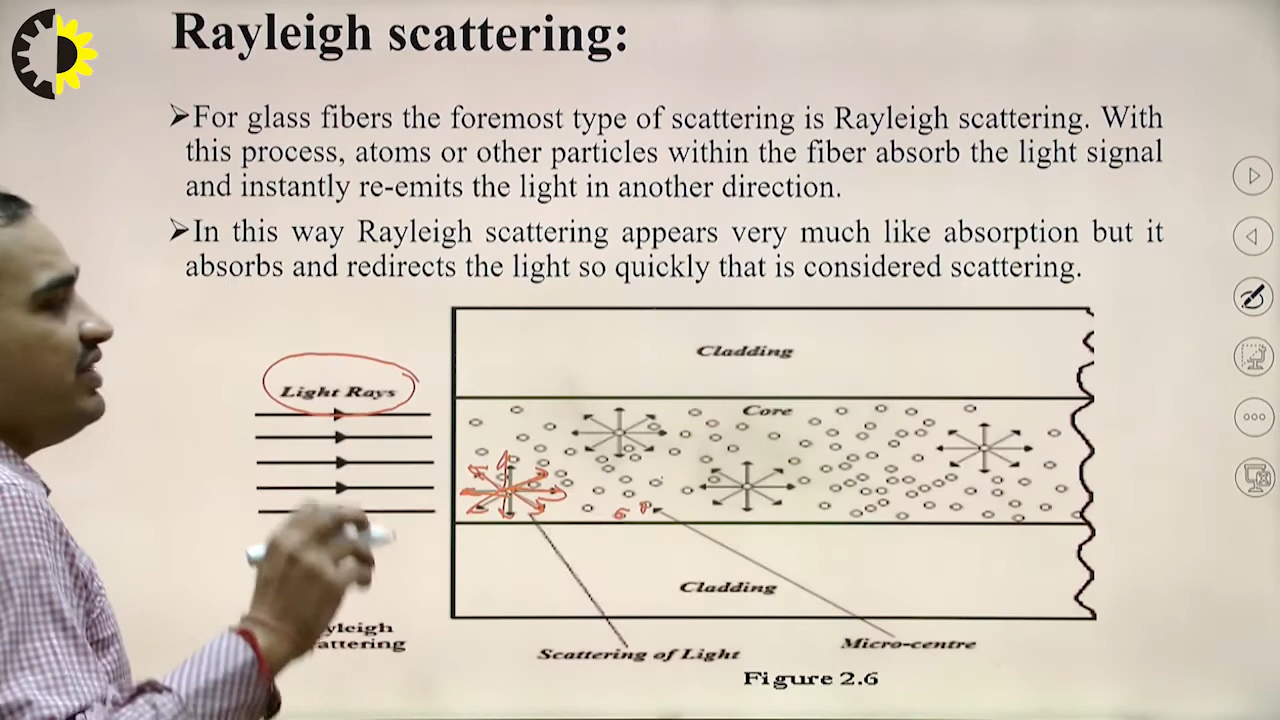 Rayleigh scattering:
➢For glass fibers the foremost type of scattering is Rayleigh scattering. With
this process, atoms or other particles within the fiber absorb the light signal
and instantly re-emits the light in another direction.
➢In this way Rayleigh scattering appears very much like absorption but it
absorbs and redirects the light so quickly that is considered scattering.
Cladding
Light Rays
Core
Cladding
yleigh
attering
Scattering of Light
Micro-centre
Figure 2.6